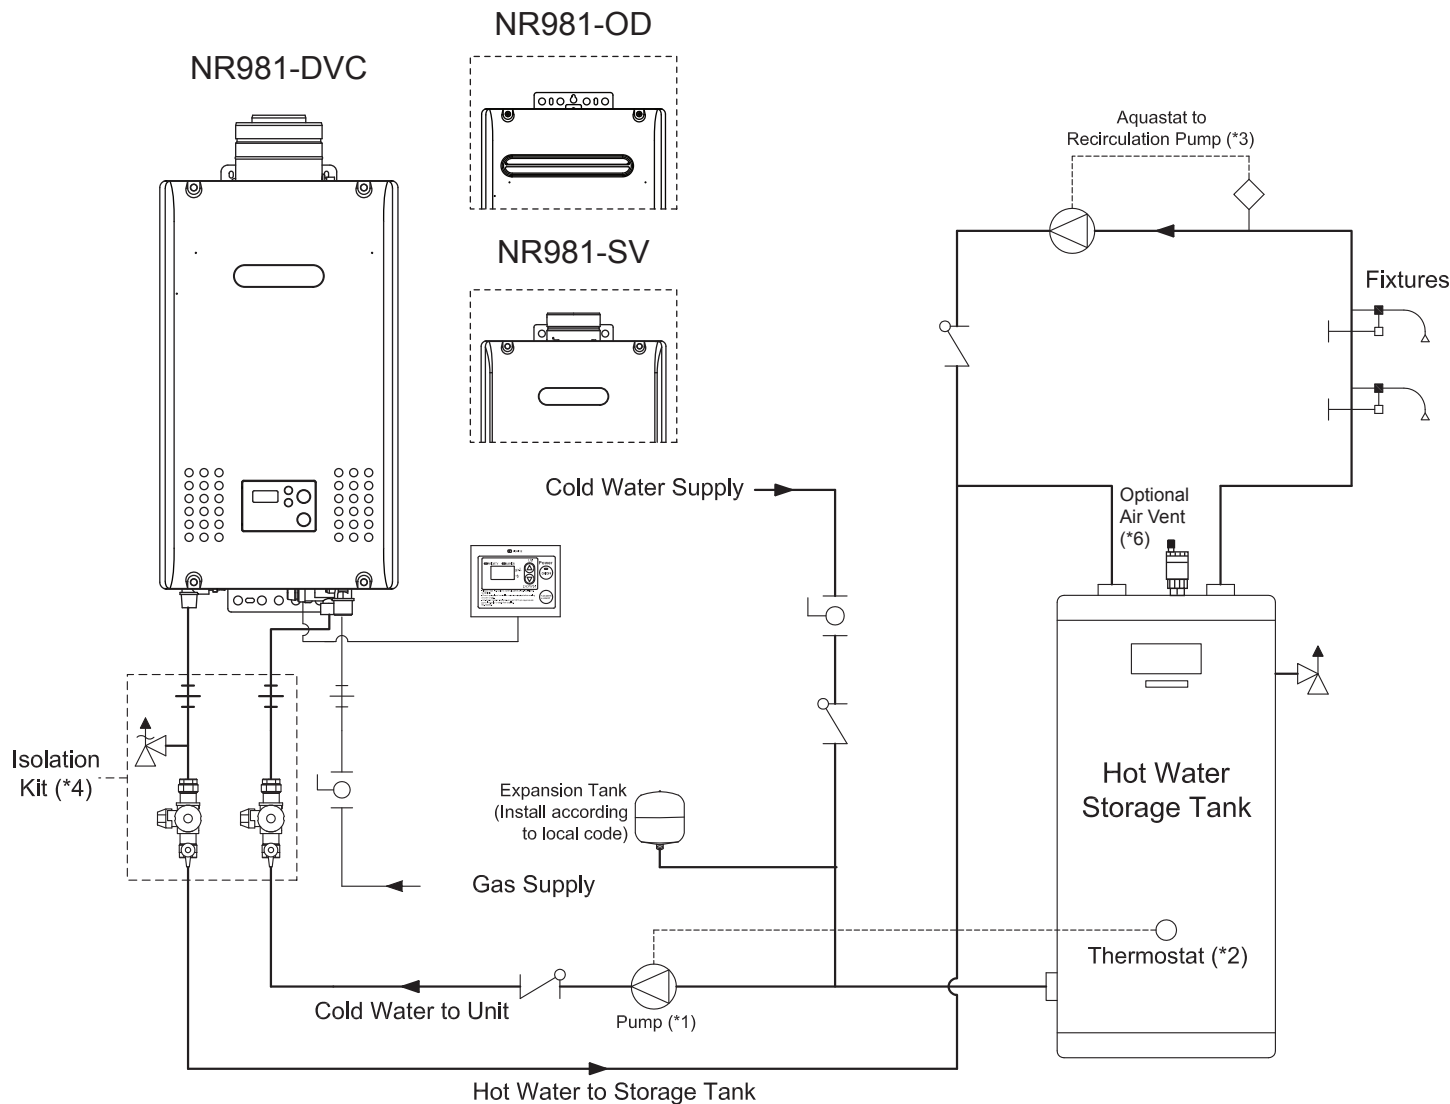 NR981-OD
NR981-DVC
Aquastat to
Recirculation Pump (*3)
NR981-SV
Fixtures
Cold Water Supply
Optional
Air Vent
(*6)
Isolation
Kit (*4)
Expansion Tank
(Install according
to local code)
Hot Water
Storage Tank
Gas Supply
Thermostat (*2)
Cold Water to Unit
Pump (*1)
Hot Water to Storage Tank